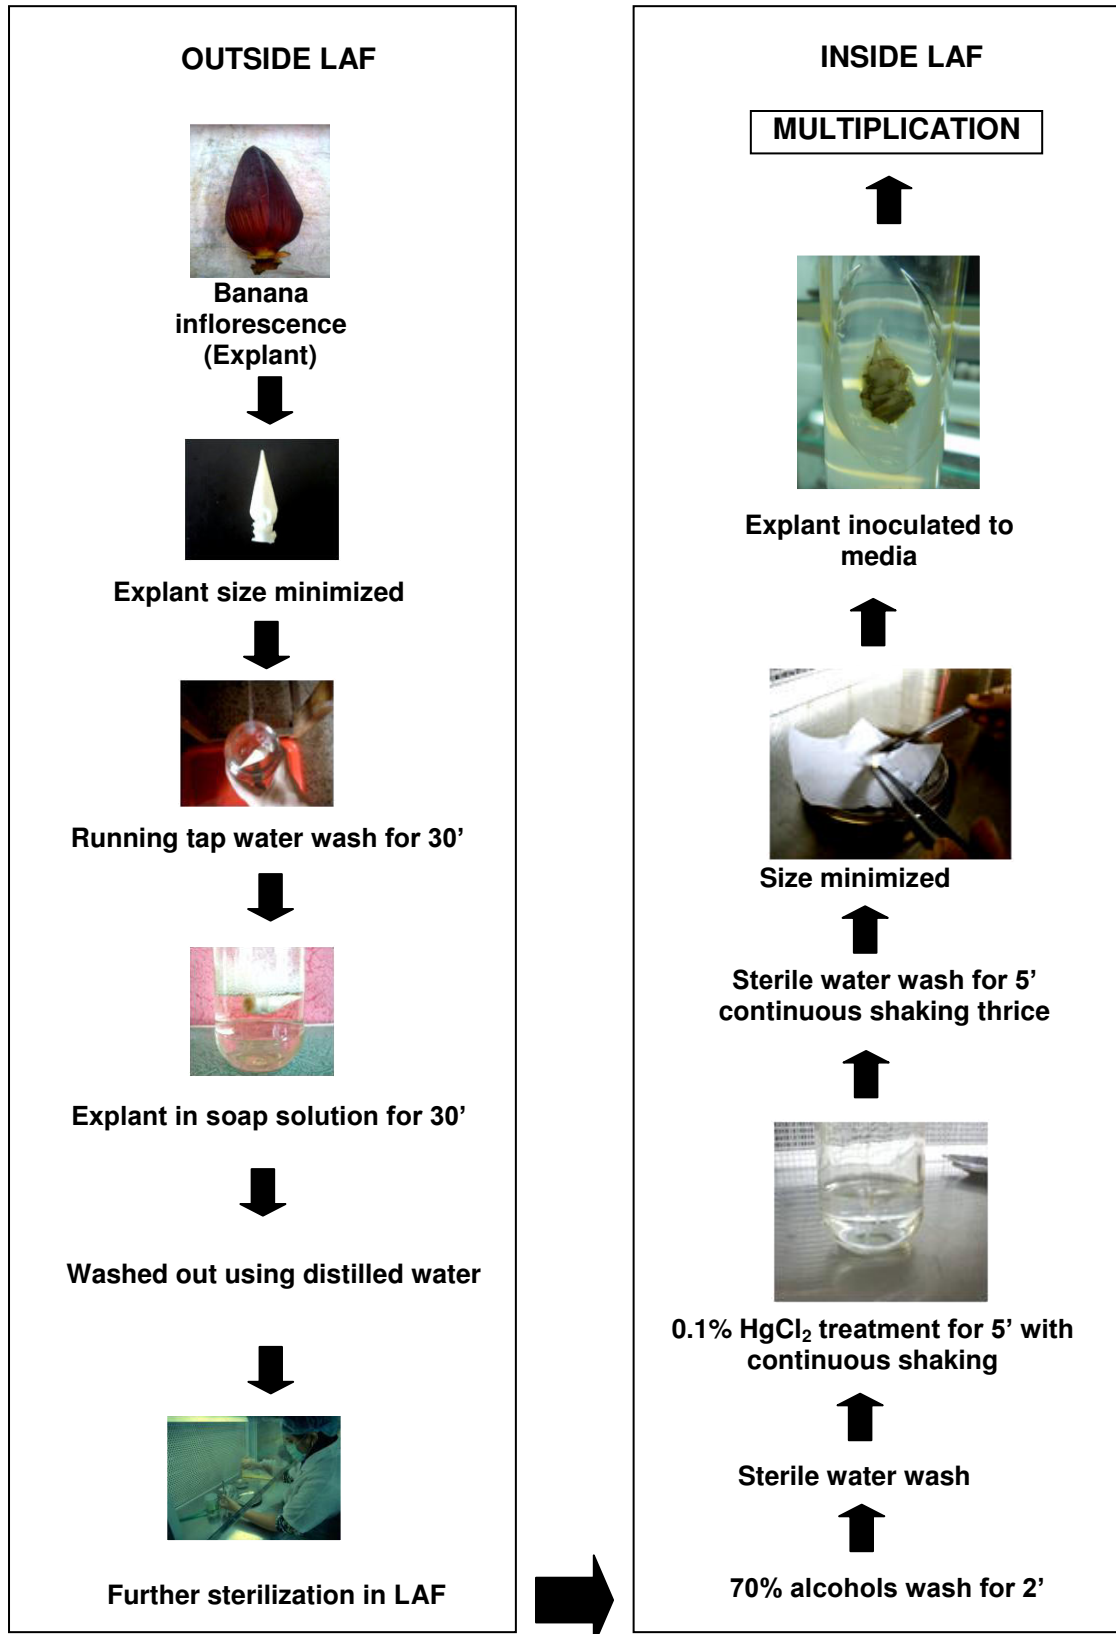 OUTSIDE LAF
Banana
inflorescence
(Explant)
Explant size minimized
Running tap water wash for 30’
Explant in soap solution for 30’
Washed out using distilled water
Further sterilization in LAF
INSIDE LAF
MULTIPLICATION
Explant inoculated to
media
Size minimized
Sterile water wash for 5’
continuous shaking thrice
0.1% HgCl₂ treatment for 5’ with
continuous shaking
Sterile water wash
70% alcohols wash for 2’